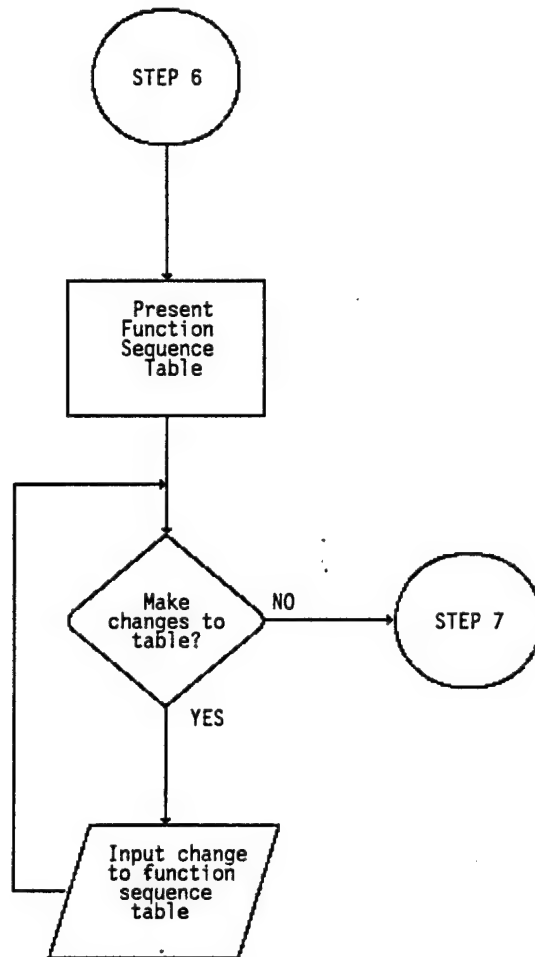 STEP 6
Present
Function
Sequence
Table
Make
changes to
table?
NO
STEP 7
YES
Input change
to function
sequence
table